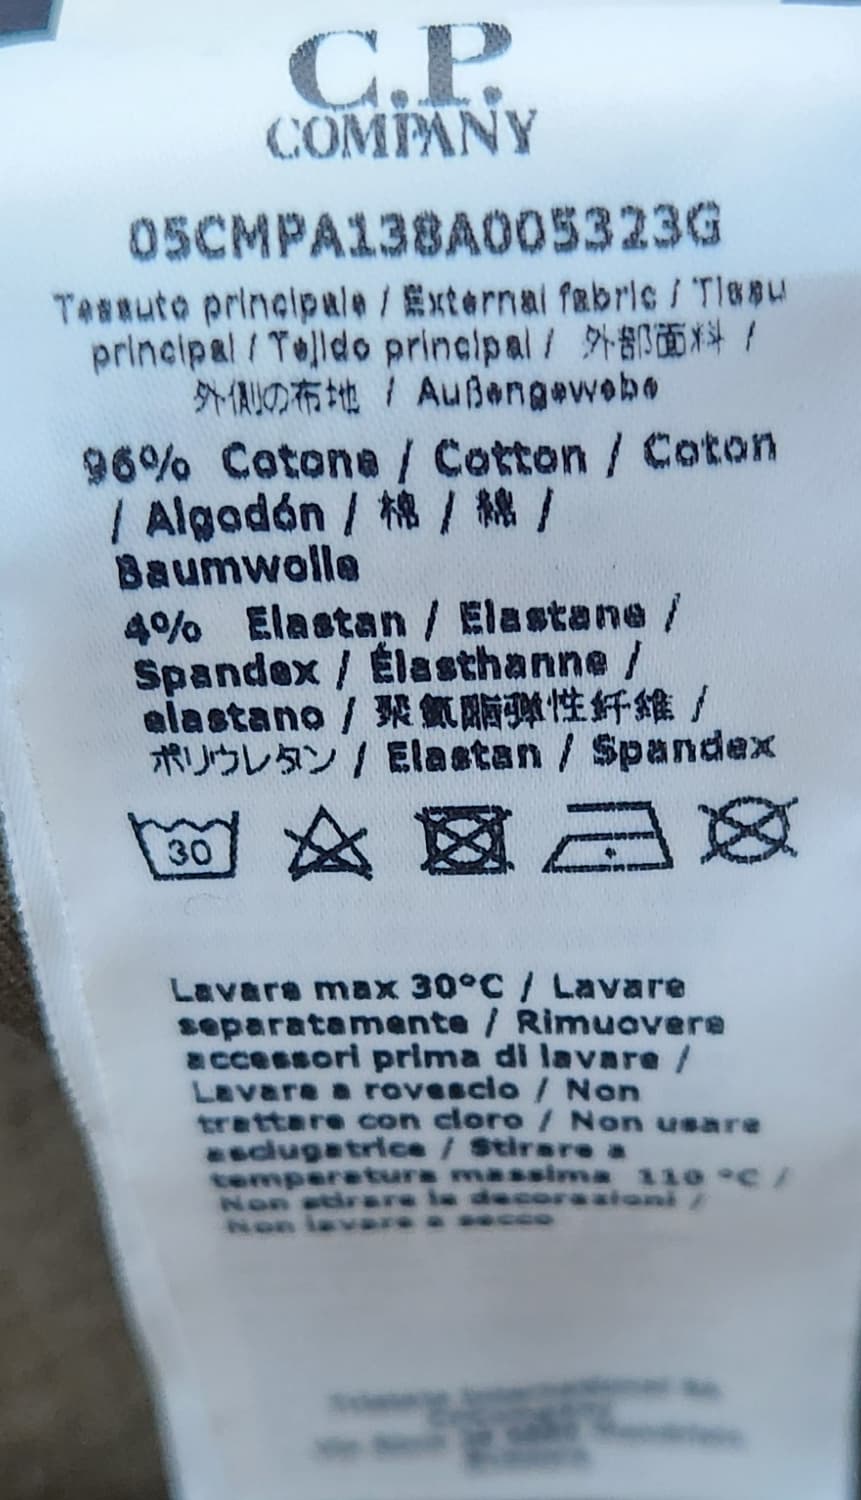 C.P.
COMPANY
05CMPA138A005323G
Tessuto principale / External fabric / Tissu
principal / Tejido principal / 外部面料 /
外側の布地 / Außengewebe
96% Cotone / Cotton / Coton
/ Algodón / 棉 / 綿 /
Baumwolle
4% Elastan / Elastane /
Spandex / Élasthanne /
elastano / 聚氨酯弹性纤维 /
ポリウレタン / Elastan / Spandex
30
Lavare max 30°C / Lavare
separatamente / Rimuovere
accessori prima di lavare /
Lavare a rovescio / Non
trattare con cloro / Non usare
asciugatrice / Stirare a
temperatura massima 110 °C /
Non stirare le decorazioni /
Non lavare a secco
International